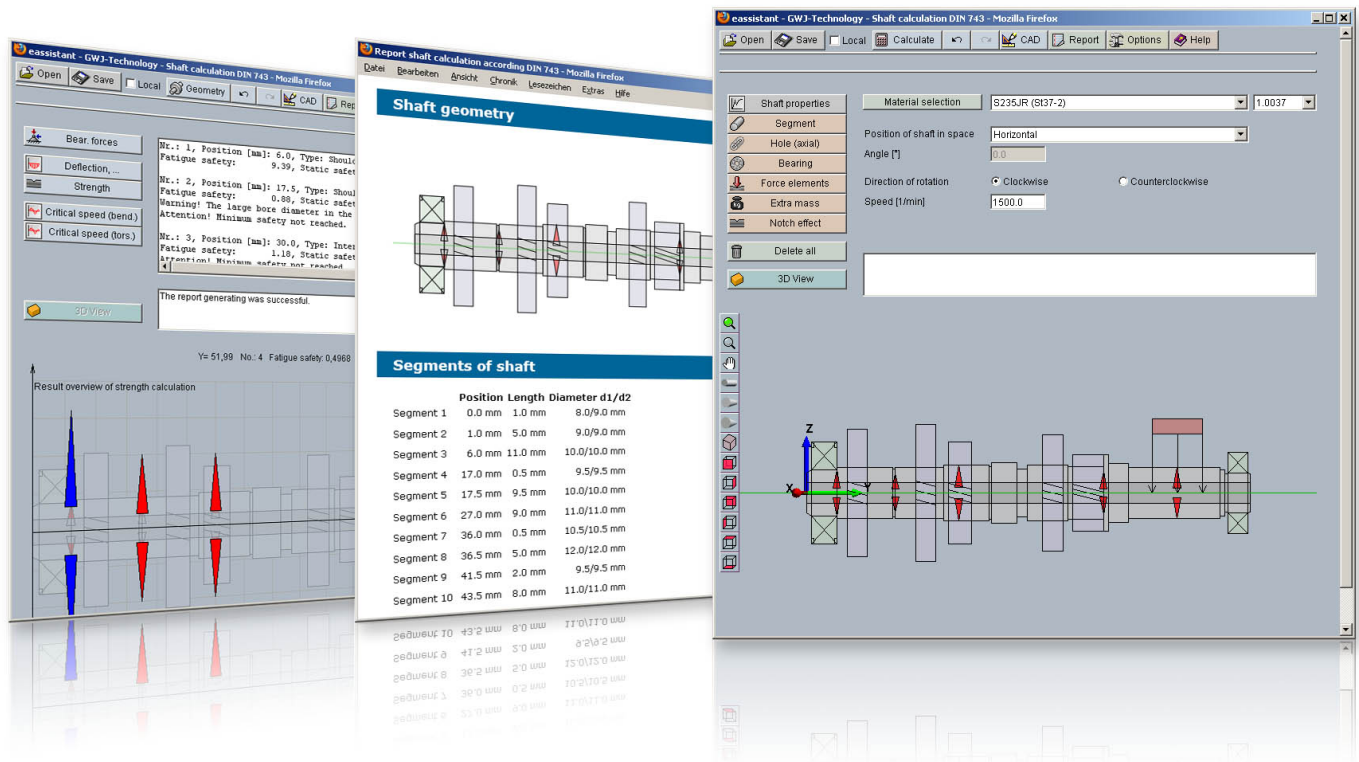 eassistant - GWJ-Technology - Shaft calculation DIN 743 - Mozilla Firefox
Open Save Local Geometry CAD Rep
Bear. forces
Deflection, ...
Strength
Critical speed (bend.)
Critical speed (tors.)
3D View
Nr.: 1, Position [mm]: 6.0, Type: Should
Fatigue safety: 9.39, Static safet
Nr.: 2, Position [mm]: 17.5, Type: Shoul
Fatigue safety: 0.88, Static safet
Warning! The large bore diameter in the
Attention! Minimum safety not reached.
Nr.: 3, Position [mm]: 30.0, Type: Inter
Fatigue safety: 1.18, Static safet
Attention! Minimum safety not reached
The report generating was successful.
Y= 51,99 No.: 4 Fatigue safety: 0,4968
Result overview of strength calculation
Report shaft calculation according DIN 743 - Mozilla Firefox
Datei Bearbeiten Ansicht Chronik Lesezeichen Extras Hilfe
Shaft geometry
Segments of shaft
Position Length Diameter d1/d2
Segment 1 0.0 mm 1.0 mm 8.0/9.0 mm
Segment 2 1.0 mm 5.0 mm 9.0/9.0 mm
Segment 3 6.0 mm 11.0 mm 10.0/10.0 mm
Segment 4 17.0 mm 0.5 mm 9.5/9.5 mm
Segment 5 17.5 mm 9.5 mm 10.0/10.0 mm
Segment 6 27.0 mm 9.0 mm 11.0/11.0 mm
Segment 7 36.0 mm 0.5 mm 10.5/10.5 mm
Segment 8 36.5 mm 5.0 mm 12.0/12.0 mm
Segment 9 41.5 mm 2.0 mm 9.5/9.5 mm
Segment 10 43.5 mm 8.0 mm 11.0/11.0 mm
eassistant - GWJ-Technology - Shaft calculation DIN 743 - Mozilla Firefox
Open Save Local Calculate CAD Report Options Help
Shaft properties
Segment
Hole (axial)
Bearing
Force elements
Extra mass
Notch effect
Delete all
3D View
Material selection S235JR (St37-2) 1.0037
Position of shaft in space Horizontal
Angle [°] 0.0
Direction of rotation Clockwise Counterclockwise
Speed [1/min] 1500.0
Z
X
Y